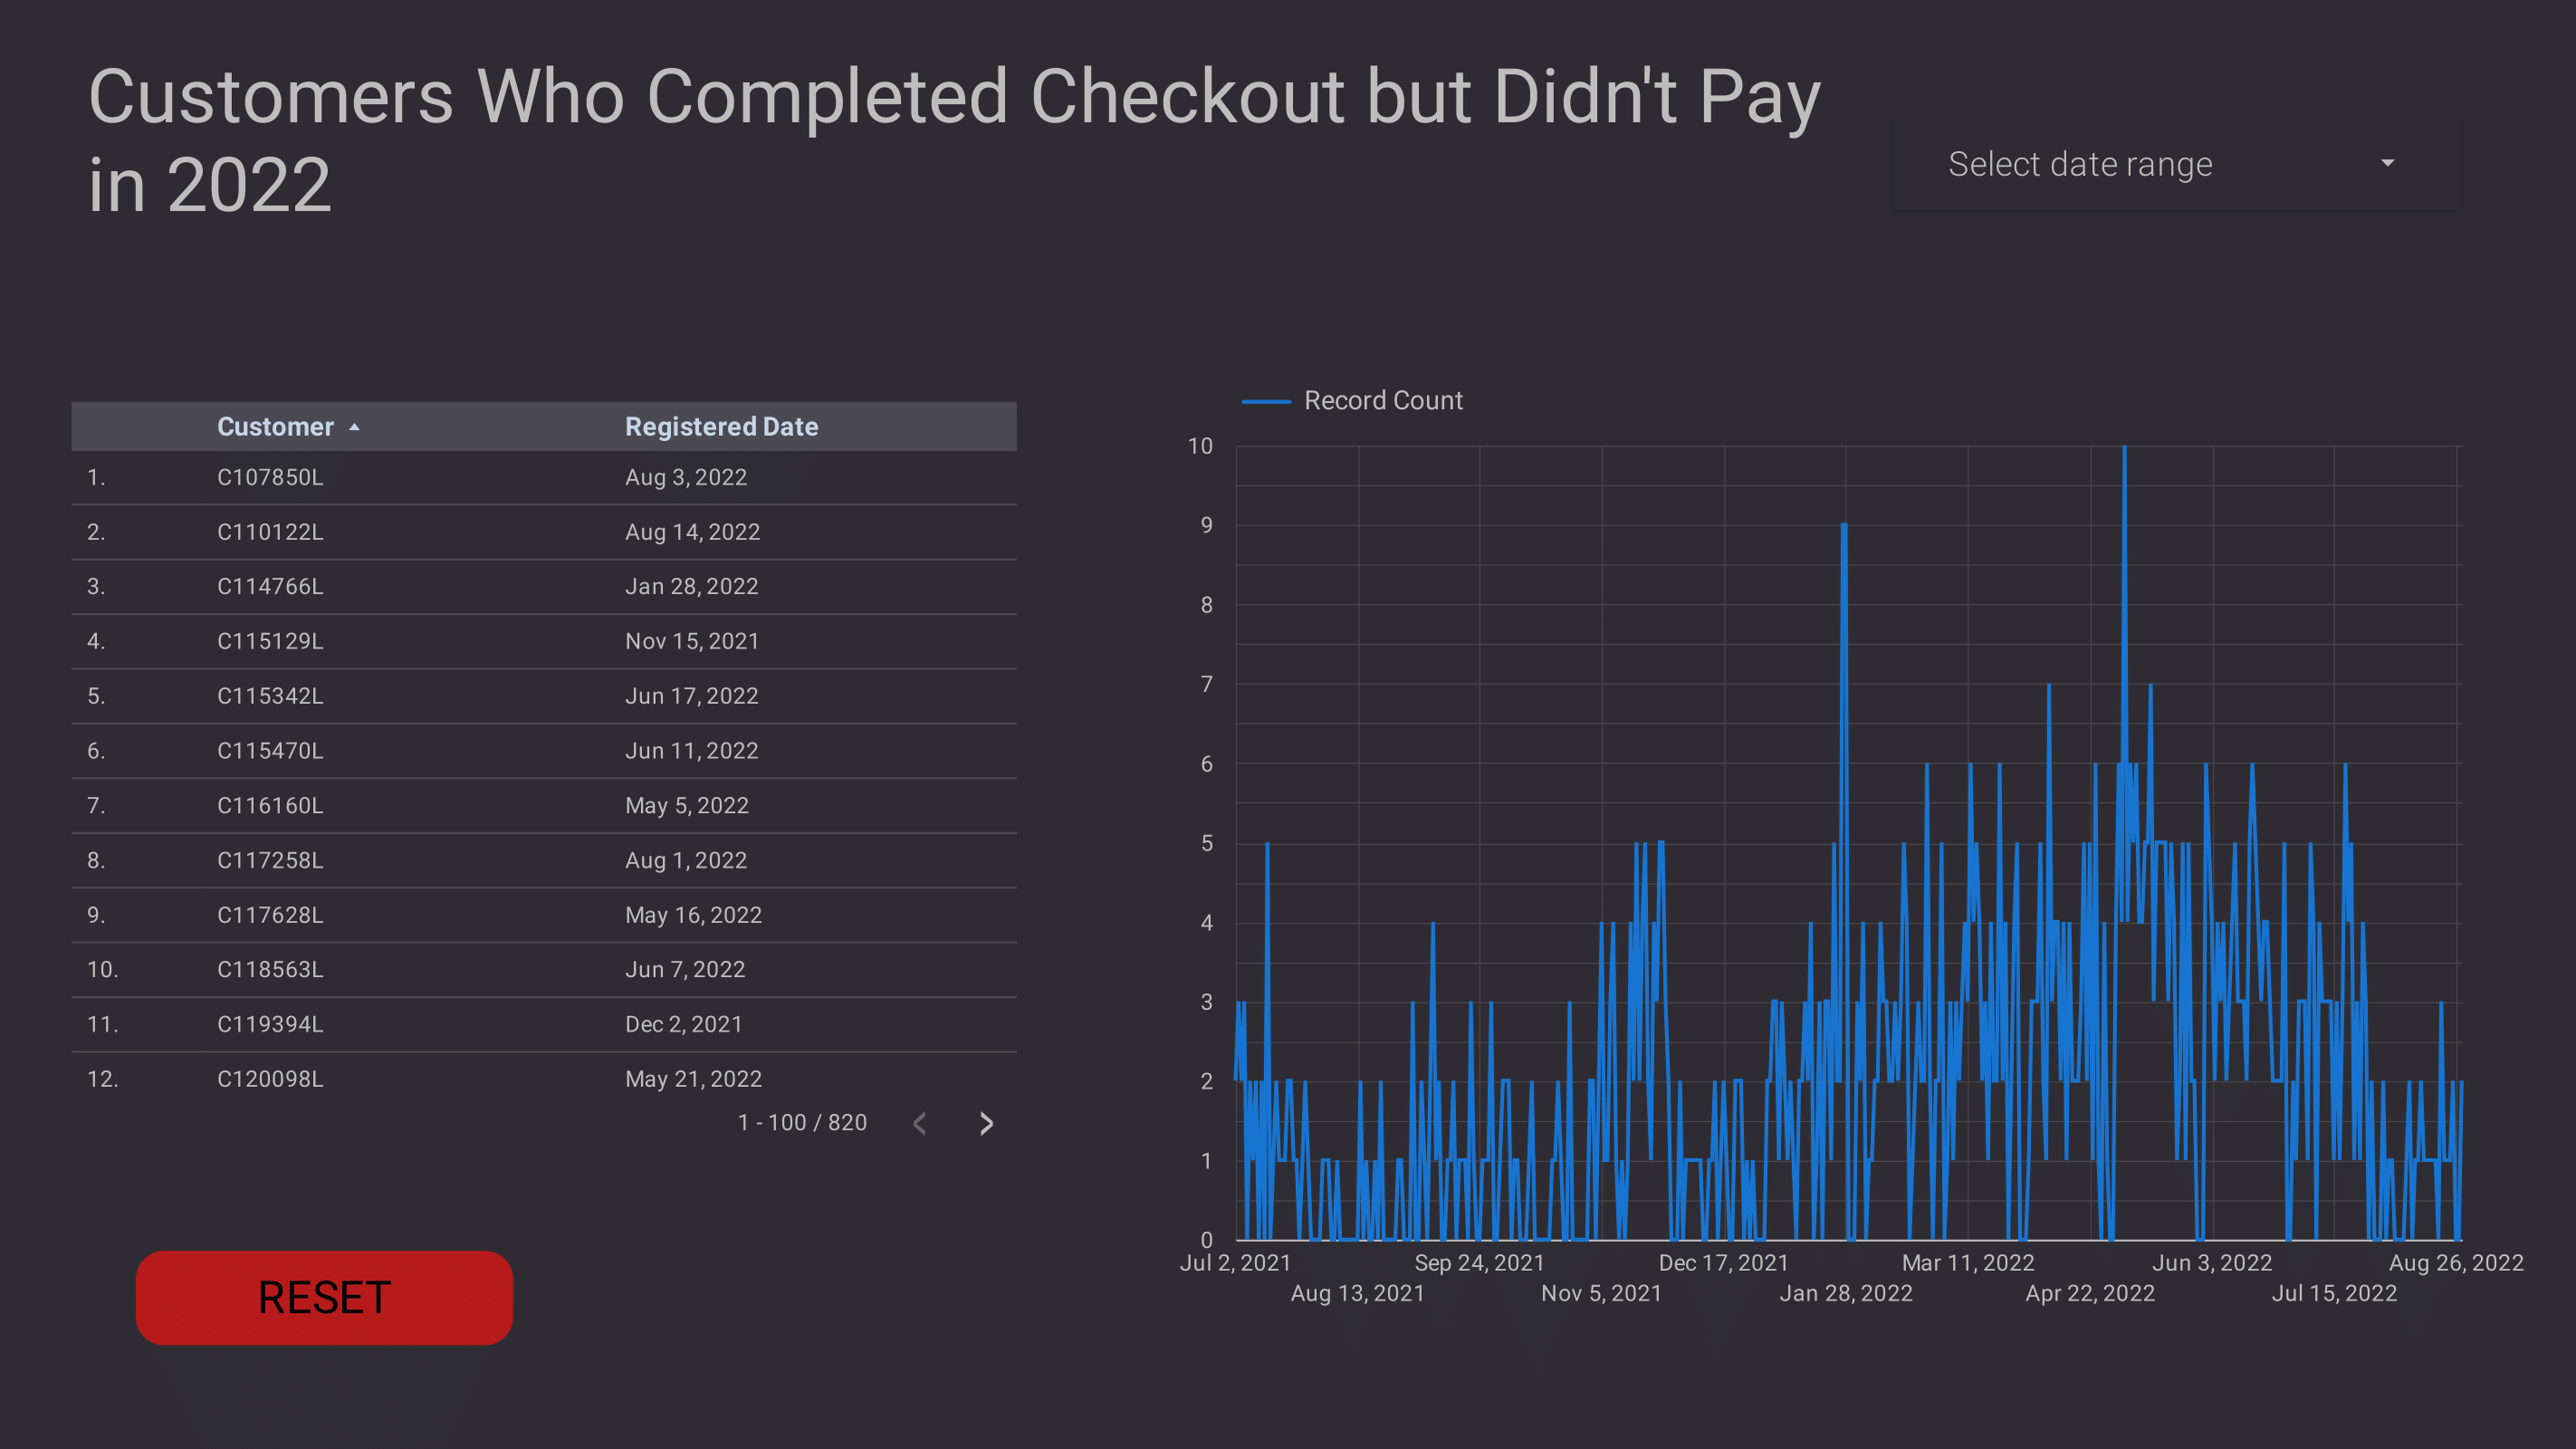 Customers Who Completed Checkout but Didn't Pay
in 2022
Select date range
Customer Registered Date
1. C107850L Aug 3, 2022
2. C110122L Aug 14, 2022
3. C114766L Jan 28, 2022
4. C115129L Nov 15, 2021
5. C115342L Jun 17, 2022
6. C115470L Jun 11, 2022
7. C116160L May 5, 2022
8. C117258L Aug 1, 2022
9. C117628L May 16, 2022
10. C118563L Jun 7, 2022
11. C119394L Dec 2, 2021
12. C120098L May 21, 2022
1 - 100 / 820
RESET
Record Count
10
9
8
7
6
5
4
3
2
1
0
Jul 2, 2021 Sep 24, 2021 Dec 17, 2021 Mar 11, 2022 Jun 3, 2022 Aug 26, 2022
Aug 13, 2021 Nov 5, 2021 Jan 28, 2022 Apr 22, 2022 Jul 15, 2022